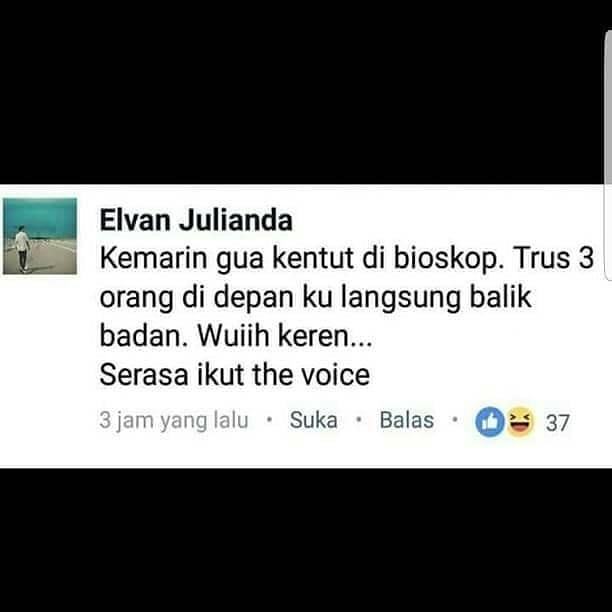 Elvan Julianda
Kemarin gua kentut di bioskop. Trus 3
orang di depan ku langsung balik
badan. Wuiih keren...
Serasa ikut the voice
3 jam yang lalu • Suka • Balas • 37